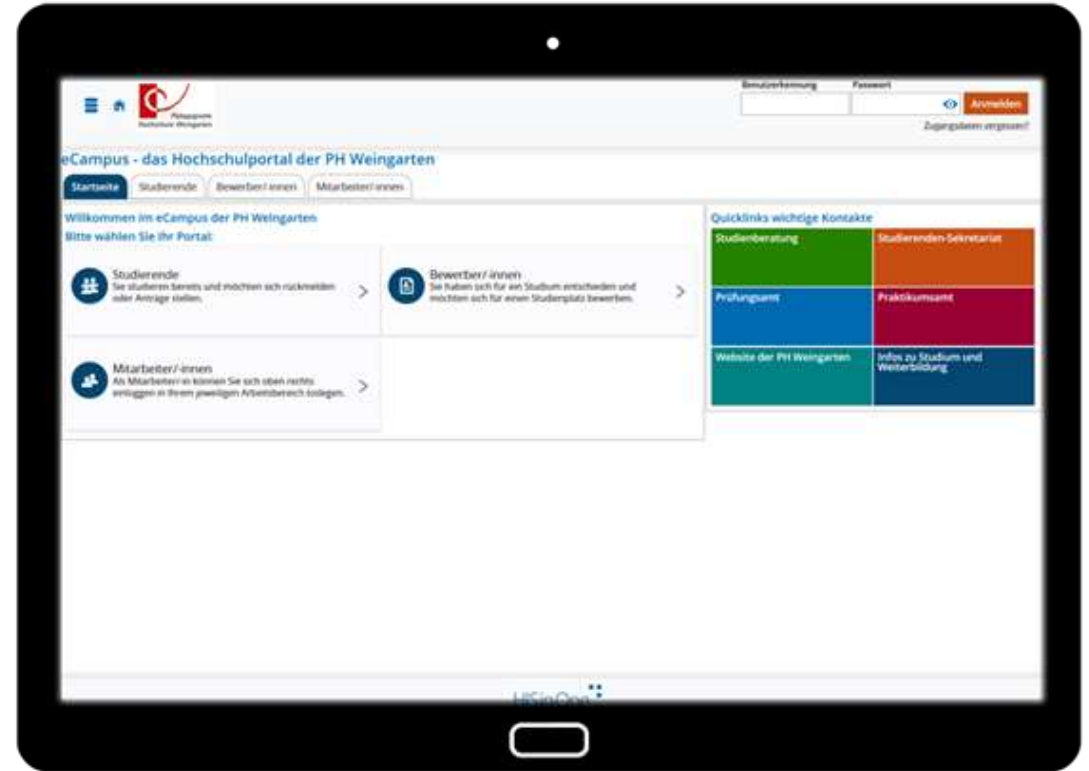 Benutzerkennung Passwort
Anmelden
Zugangsdaten vergessen?
Pädagogische
Hochschule Weingarten
eCampus - das Hochschulportal der PH Weingarten
Startseite Studierende Bewerber/-innen Mitarbeiter/-innen
Willkommen im eCampus der PH Weingarten
Bitte wählen Sie Ihr Portal:
Studierende
Sie studieren bereits und möchten sich rückmelden
oder Anträge stellen.
Bewerber/-innen
Sie haben sich für ein Studium entschieden und
möchten sich für einen Studienplatz bewerben.
Mitarbeiter/-innen
Als Mitarbeiter/-in können Sie sich oben rechts
einloggen in Ihrem jeweiligen Arbeitsbereich loslegen.
Quicklinks wichtige Kontakte
Studienberatung
Studierenden-Sekretariat
Prüfungsamt
Praktikumsamt
Website der PH Weingarten
Infos zu Studium und
Weiterbildung
HISinOne